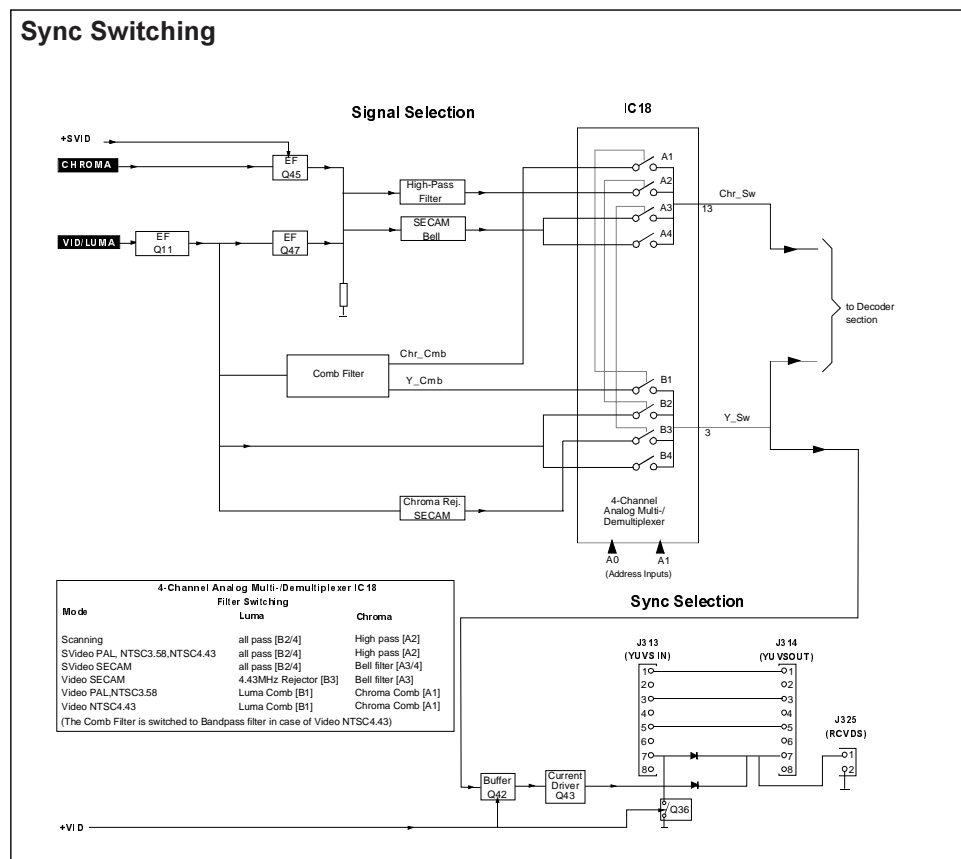 Sync Switching
Signal Selection
IC18
+SVID
CHROMA
EF
Q45
High-Pass
Filter
SECAM
Bell
VID/LUMA
EF
Q11
EF
Q47
A1
A2
A3
A4
13
Chr_Sw
to Decoder
section
Comb Filter
Chr_Cmb
Y_Cmb
B1
B2
B3
B4
3
Y_Sw
Chroma Rej.
SECAM
4-Channel
Analog Multi-/
Demultiplexer
A0 A1
(Address Inputs)
4-Channel Analog Multi-/Demultiplexer IC18
Filter Switching
Mode Luma Chroma
Scanning all pass [B2/4] High pass [A2]
SVideo PAL, NTSC3.58,NTSC4.43 all pass [B2/4] High pass [A2]
SVideo SECAM all pass [B2/4] Bell filter [A3/4]
Video SECAM 4.43MHz Rejector [B3] Bell filter [A3]
Video PAL,NTSC3.58 Luma Comb [B1] Chroma Comb [A1]
Video NTSC4.43 Luma Comb [B1] Chroma Comb [A1]
(The Comb Filter is switched to Bandpass filter in case of Video NTSC4.43)
Sync Selection
J313
(YUVSIN)
J314
(YUVSOUT)
1 1
2 2
3 3
4 4
5 5
6 6
7 7
8 8
J325
(RCVDS)
1
2
Buffer
Q42
Current
Driver
Q43
Q36
+VID